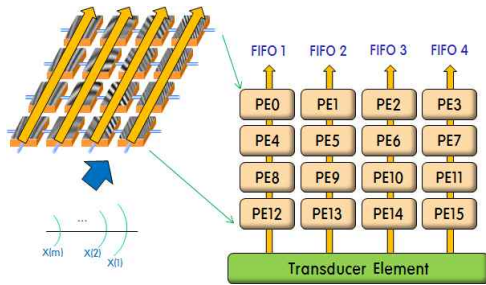 FIFO 1 FIFO 2 FIFO 3 FIFO 4
PE0 PE1 PE2 PE3
PE4 PE5 PE6 PE7
PE8 PE9 PE10 PE11
PE12 PE13 PE14 PE15
Transducer Element
...
X(m) X(2) X(1)